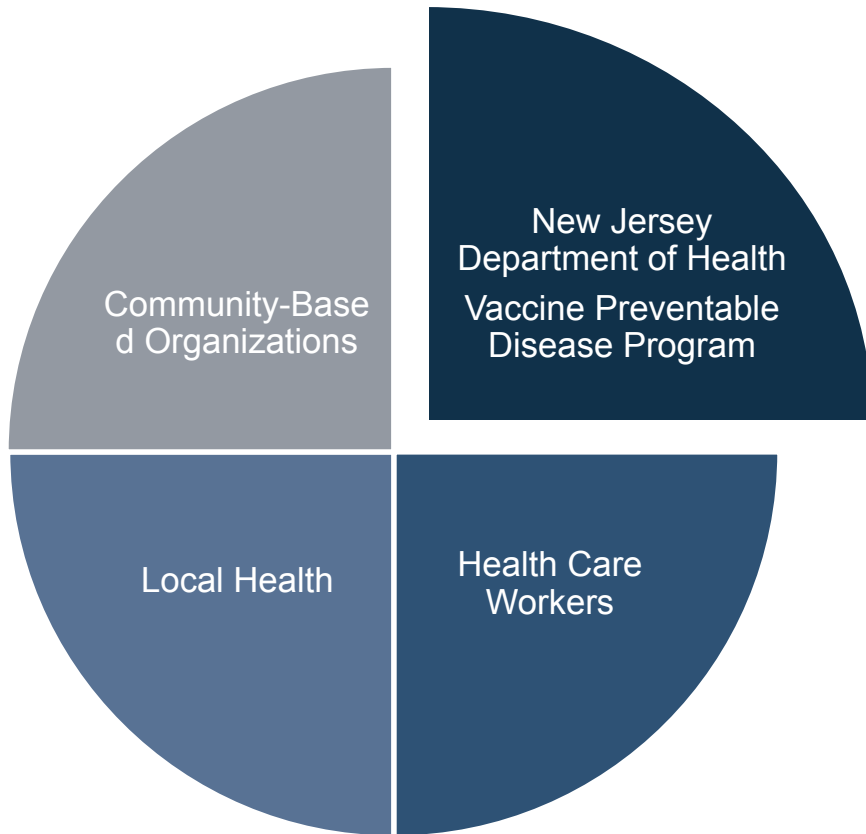 New Jersey
Department of Health
Vaccine Preventable
Disease Program
Community-Base
d Organizations
Local Health
Health Care
Workers